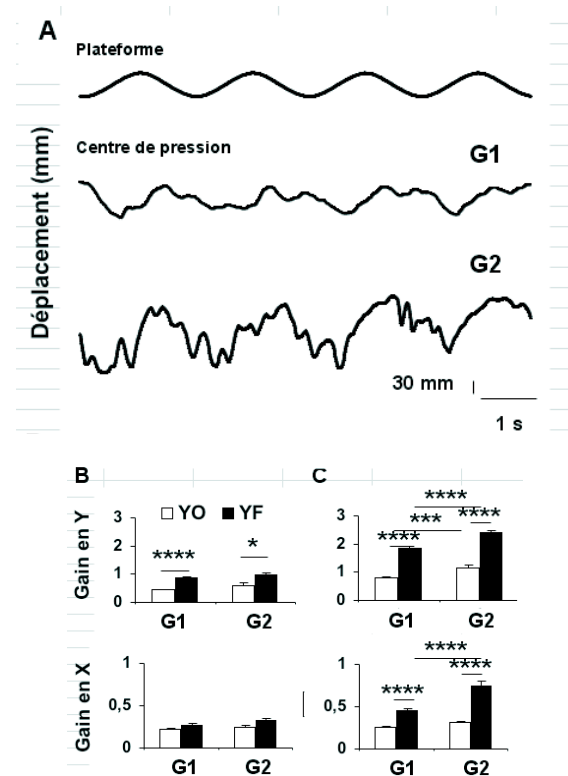 A
Plateforme
Centre de pression
G1
G2
Déplacement (mm)
30 mm
1 s
B
C
YO YF
Gain en Y
3
2
1
0
****
*
G1 G2
3
2
1
0
****
***
****
****
G1 G2
Gain en X
1
0,5
0
G1 G2
1
0,5
0
****
****
****
G1 G2